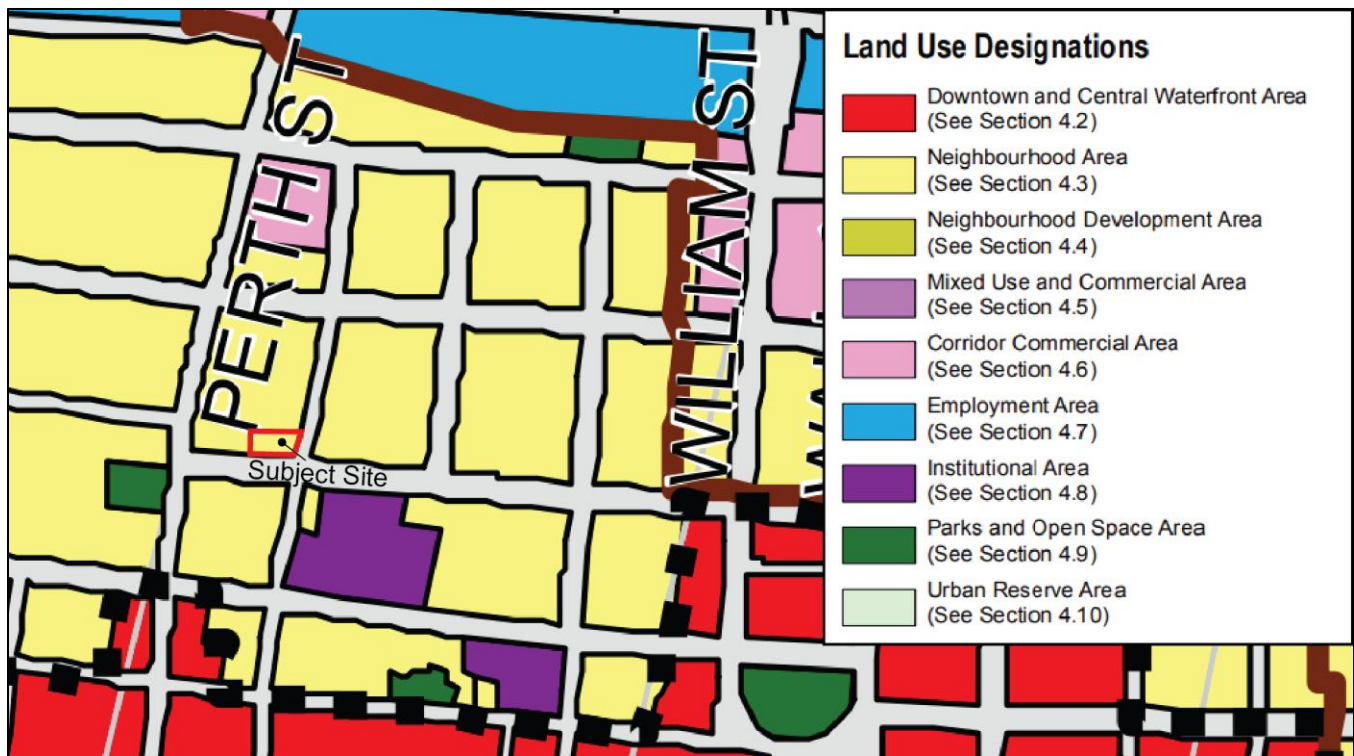 PERTH ST
WILLIAM ST
Subject Site
Land Use Designations
Downtown and Central Waterfront Area
(See Section 4.2)
Neighbourhood Area
(See Section 4.3)
Neighbourhood Development Area
(See Section 4.4)
Mixed Use and Commercial Area
(See Section 4.5)
Corridor Commercial Area
(See Section 4.6)
Employment Area
(See Section 4.7)
Institutional Area
(See Section 4.8)
Parks and Open Space Area
(See Section 4.9)
Urban Reserve Area
(See Section 4.10)